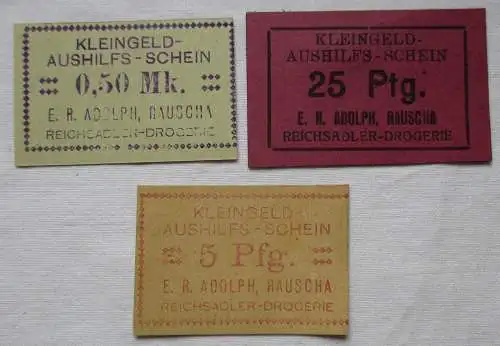 KLEINGELD-
AUSHILFS-SCHEIN
0,50 Mk.
E. R. ADOLPH, RAUSCHA
REICHSADLER-DROGERIE
KLEINGELD-
AUSHILFS-SCHEIN
25 Pfg.
E. R. ADOLPH, RAUSCHA
REICHSADLER-DROGERIE
KLEINGELD-
AUSHILFS-SCHEIN
5 Pfg.
E. R. ADOLPH, RAUSCHA
REICHSADLER-DROGERIE